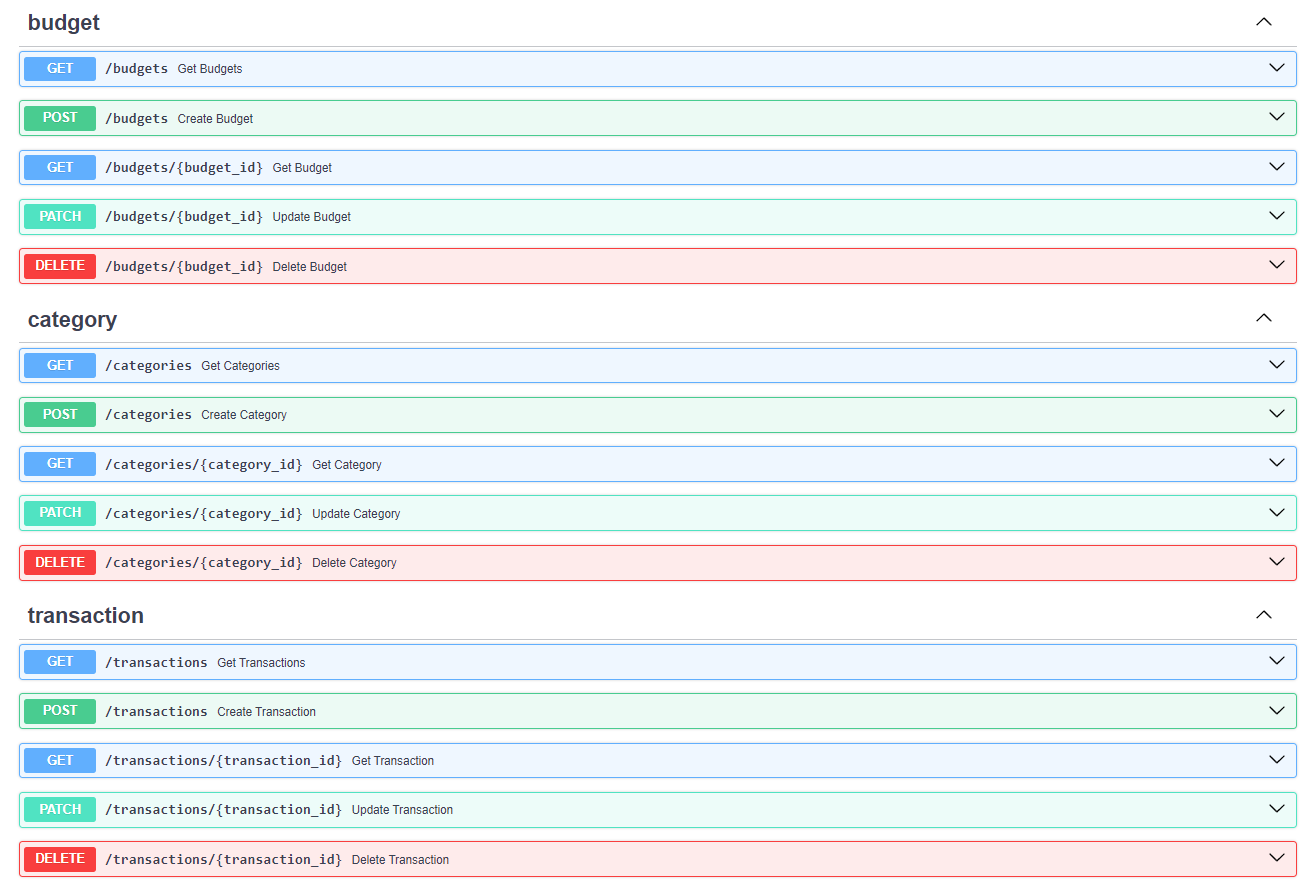 budget
GET /budgets Get Budgets
POST /budgets Create Budget
GET /budgets/{budget_id} Get Budget
PATCH /budgets/{budget_id} Update Budget
DELETE /budgets/{budget_id} Delete Budget
category
GET /categories Get Categories
POST /categories Create Category
GET /categories/{category_id} Get Category
PATCH /categories/{category_id} Update Category
DELETE /categories/{category_id} Delete Category
transaction
GET /transactions Get Transactions
POST /transactions Create Transaction
GET /transactions/{transaction_id} Get Transaction
PATCH /transactions/{transaction_id} Update Transaction
DELETE /transactions/{transaction_id} Delete Transaction